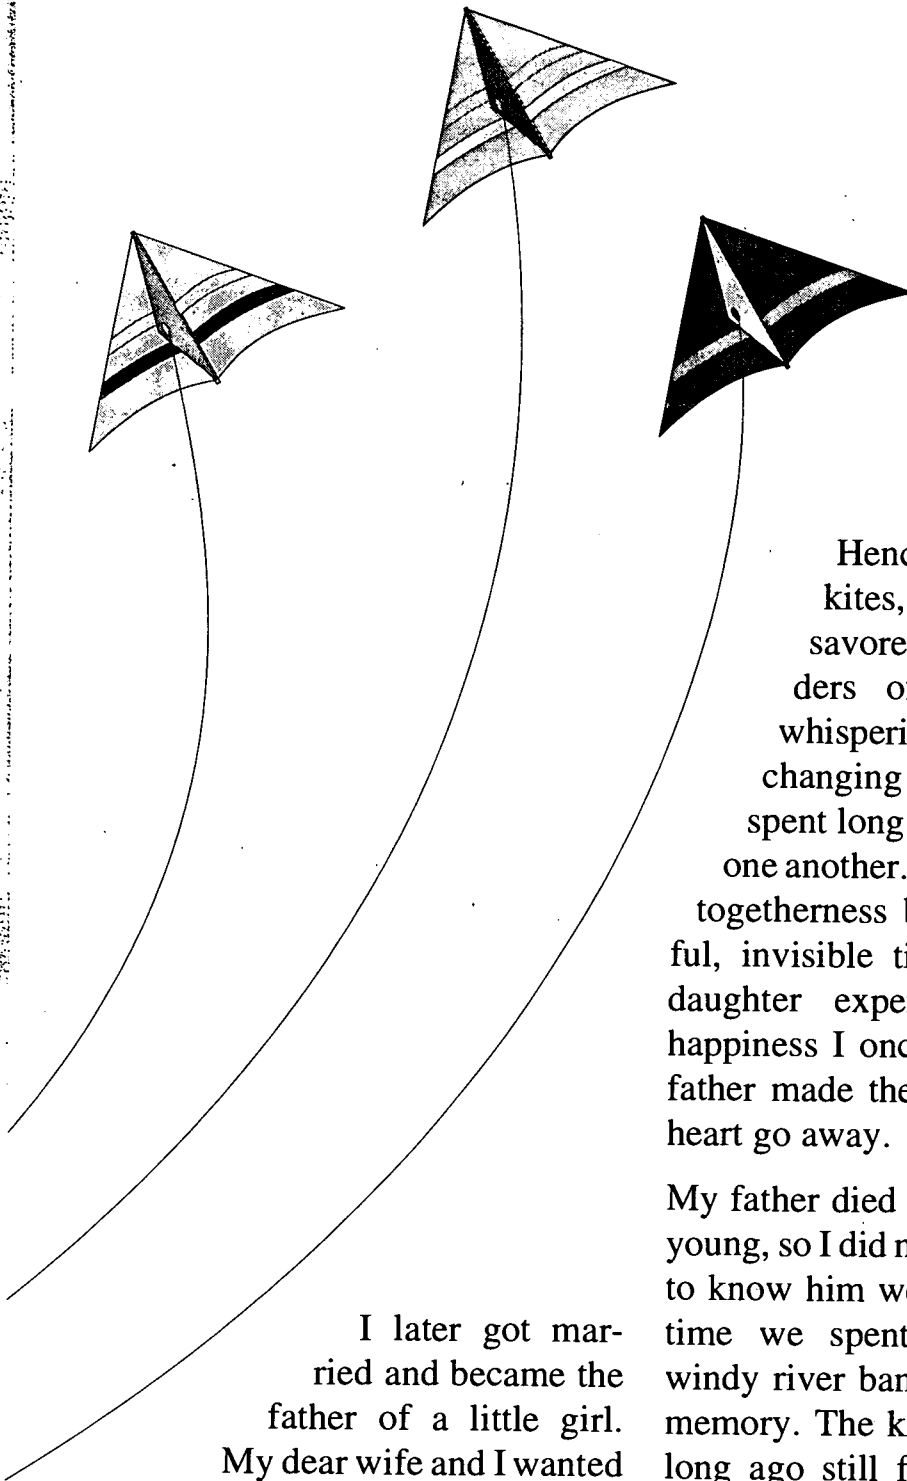 I later got mar-
ried and became the
father of a little girl.
My dear wife and I wanted
Henc
kites,
savore
ders o
whisperi
changing
spent long
one another.
togetherness b
ful, invisible ti
daughter expe
happiness I onc
father made the
heart go away.
My father died
young, so I did n
to know him we
time we spent
windy river ban
memory. The k
long ago still f